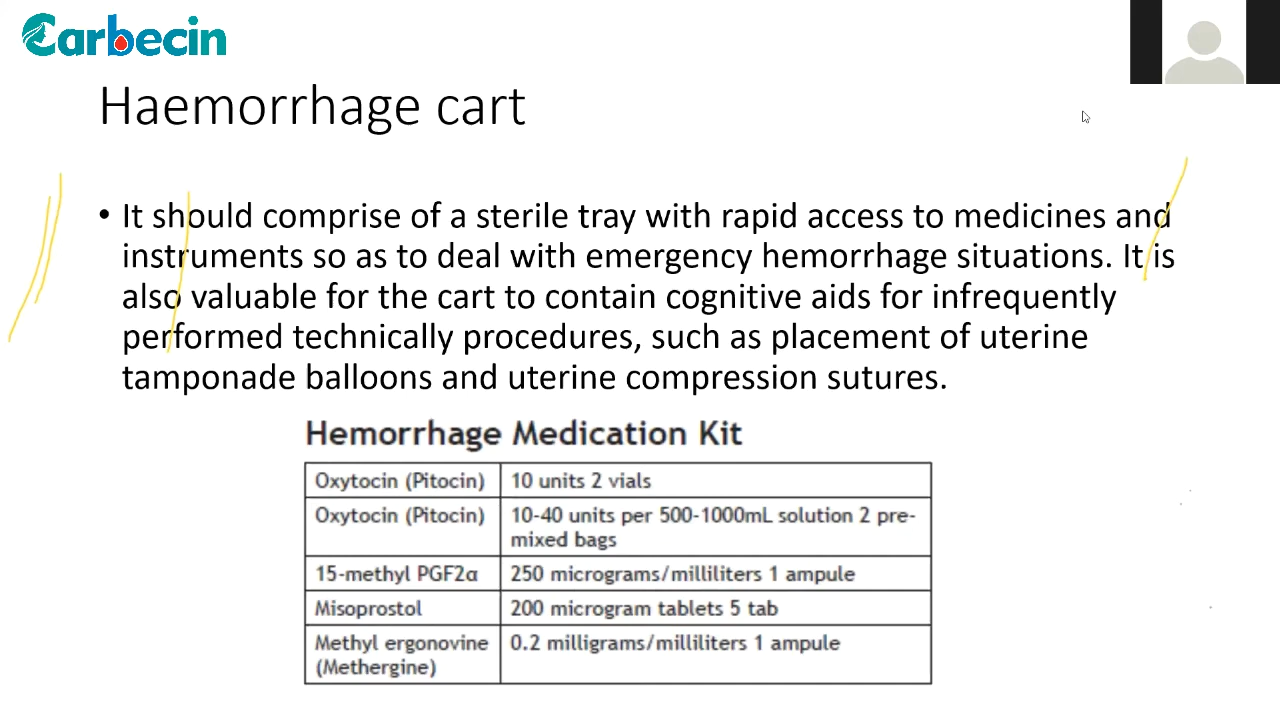 Carbecin
Haemorrhage cart
• It should comprise of a sterile tray with rapid access to medicines and
instruments so as to deal with emergency hemorrhage situations. It is
also valuable for the cart to contain cognitive aids for infrequently
performed technically procedures, such as placement of uterine
tamponade balloons and uterine compression sutures.
Hemorrhage Medication Kit
Oxytocin (Pitocin) 10 units 2 vials
Oxytocin (Pitocin) 10-40 units per 500-1000mL solution 2 pre-
mixed bags
15-methyl PGF2α 250 micrograms/milliliters 1 ampule
Misoprostol 200 microgram tablets 5 tab
Methyl ergonovine 0.2 milligrams/milliliters 1 ampule
(Methergine)